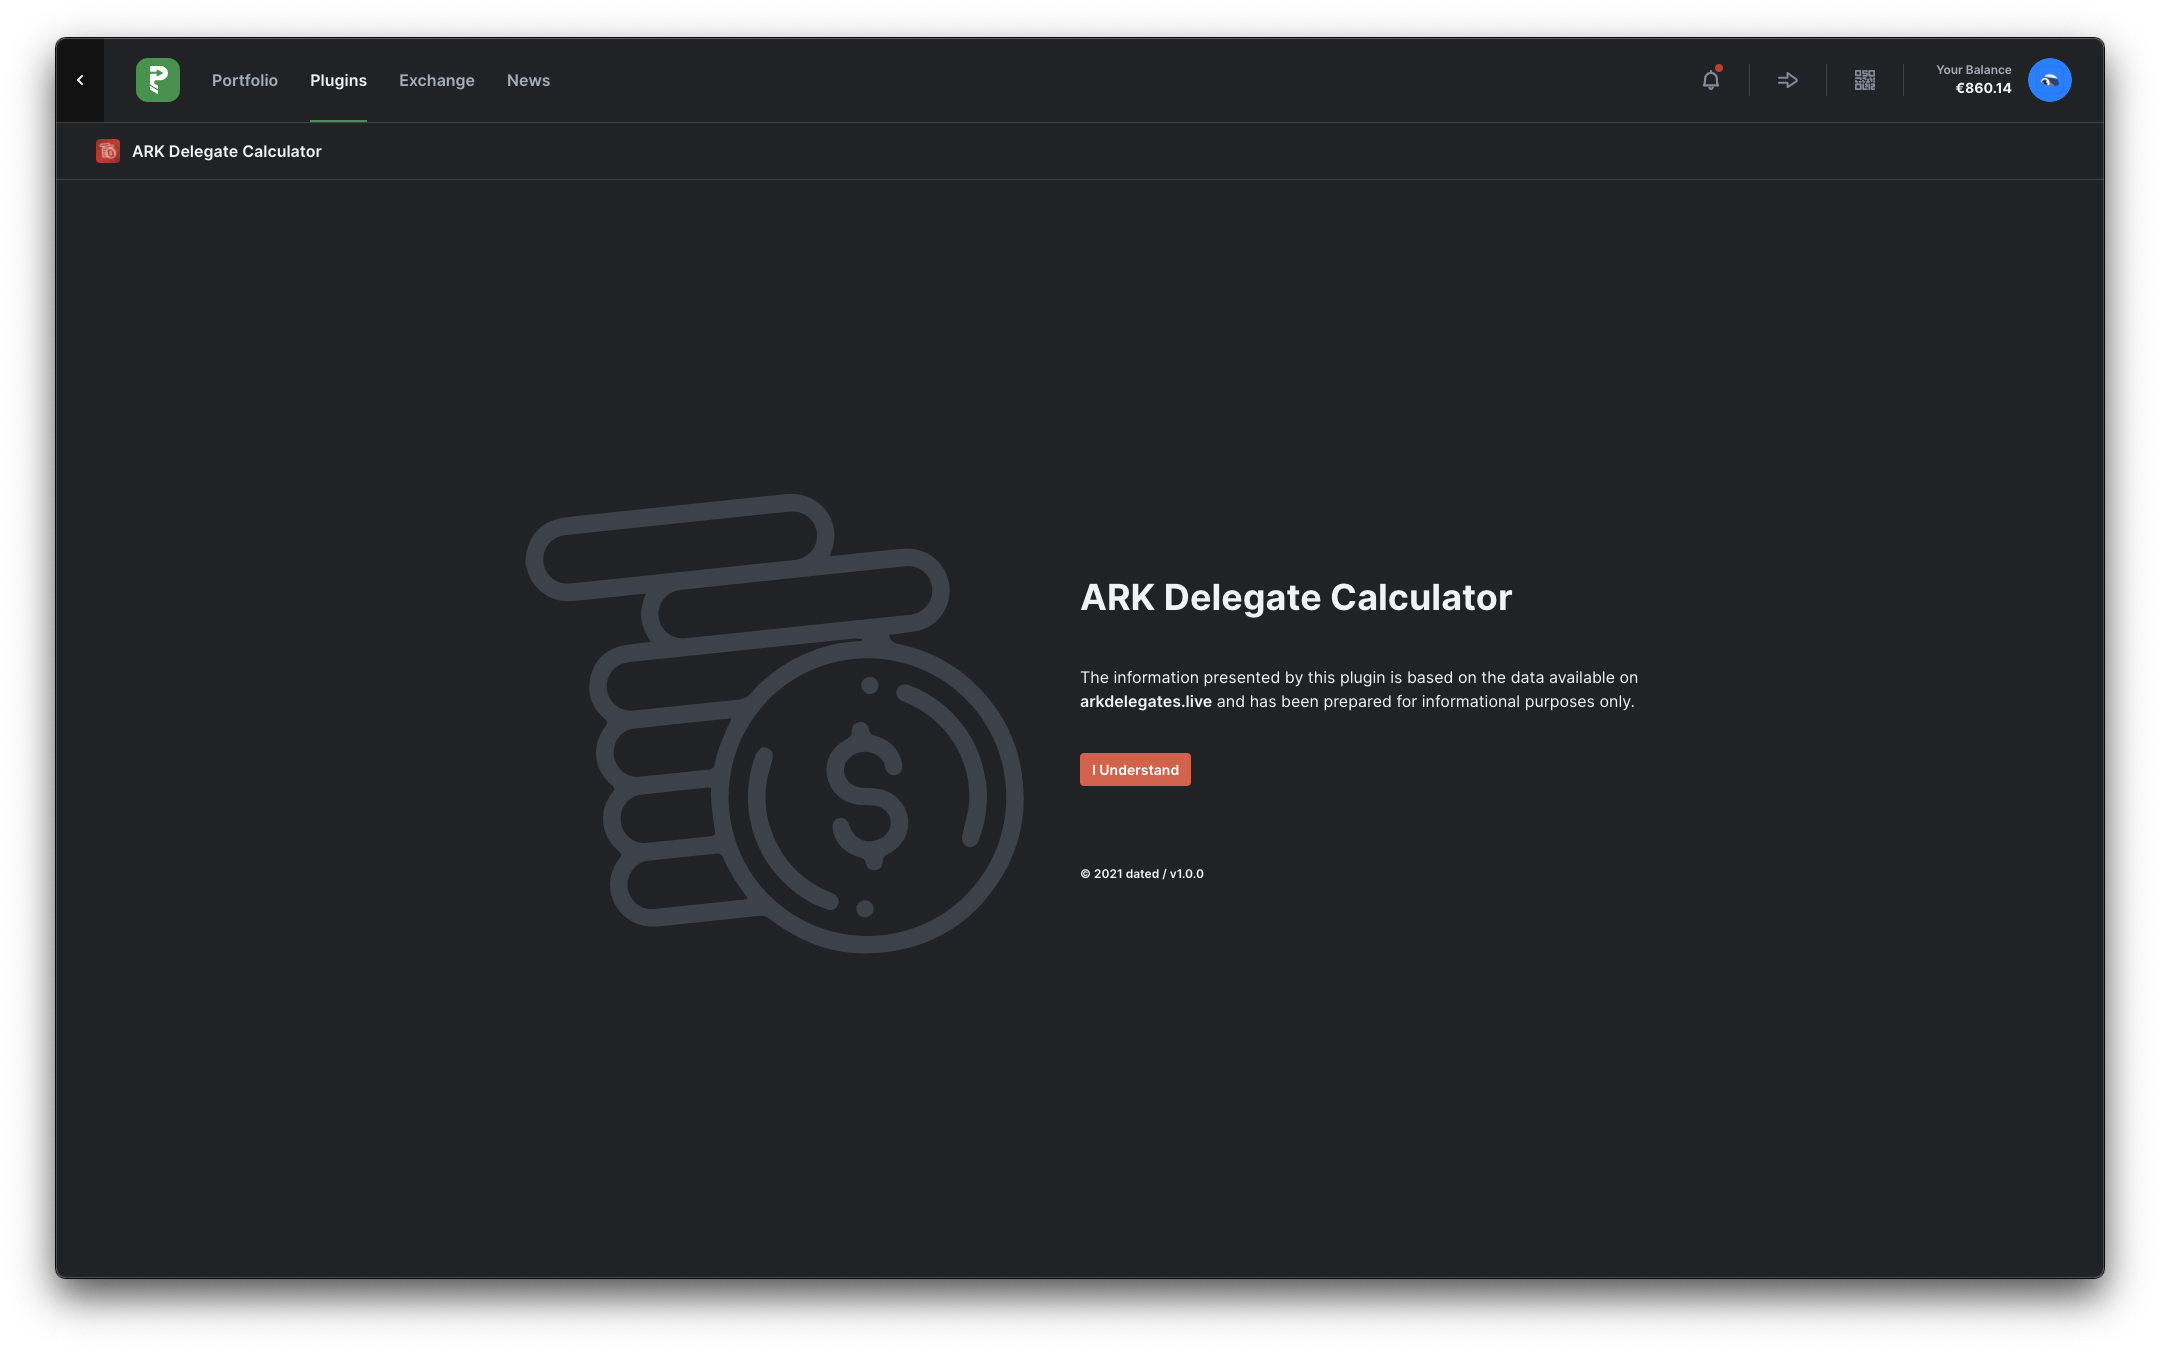 Portfolio
Plugins
Exchange
News
Your Balance
€860.14
ARK Delegate Calculator
ARK Delegate Calculator
The information presented by this plugin is based on the data available on
arkdelegates.live and has been prepared for informational purposes only.
I Understand
© 2021 dated / v1.0.0